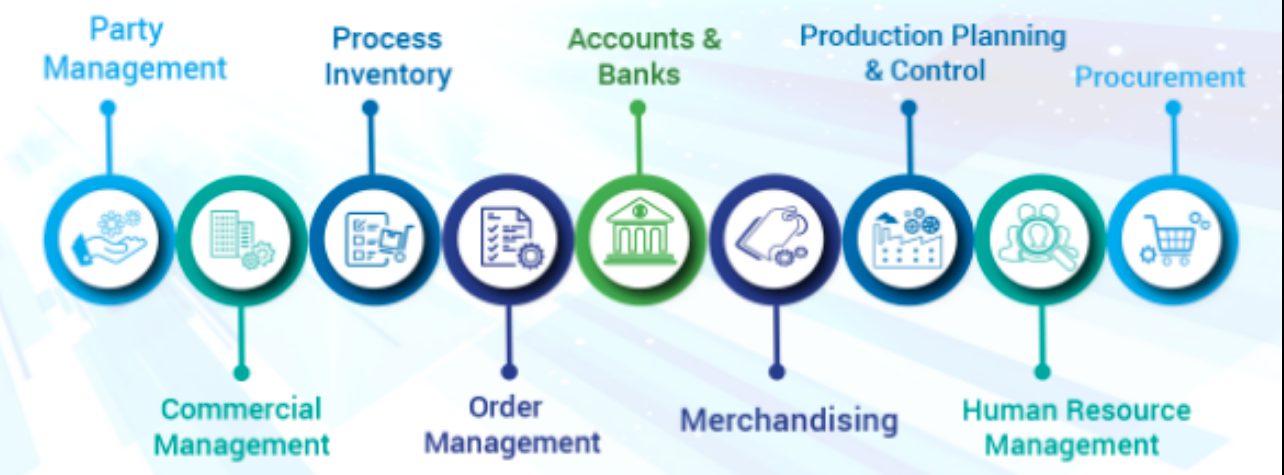 Party
Management
Process
Inventory
Accounts &
Banks
Production Planning
& Control
Procurement
Commercial
Management
Order
Management
Merchandising
Human Resource
Management